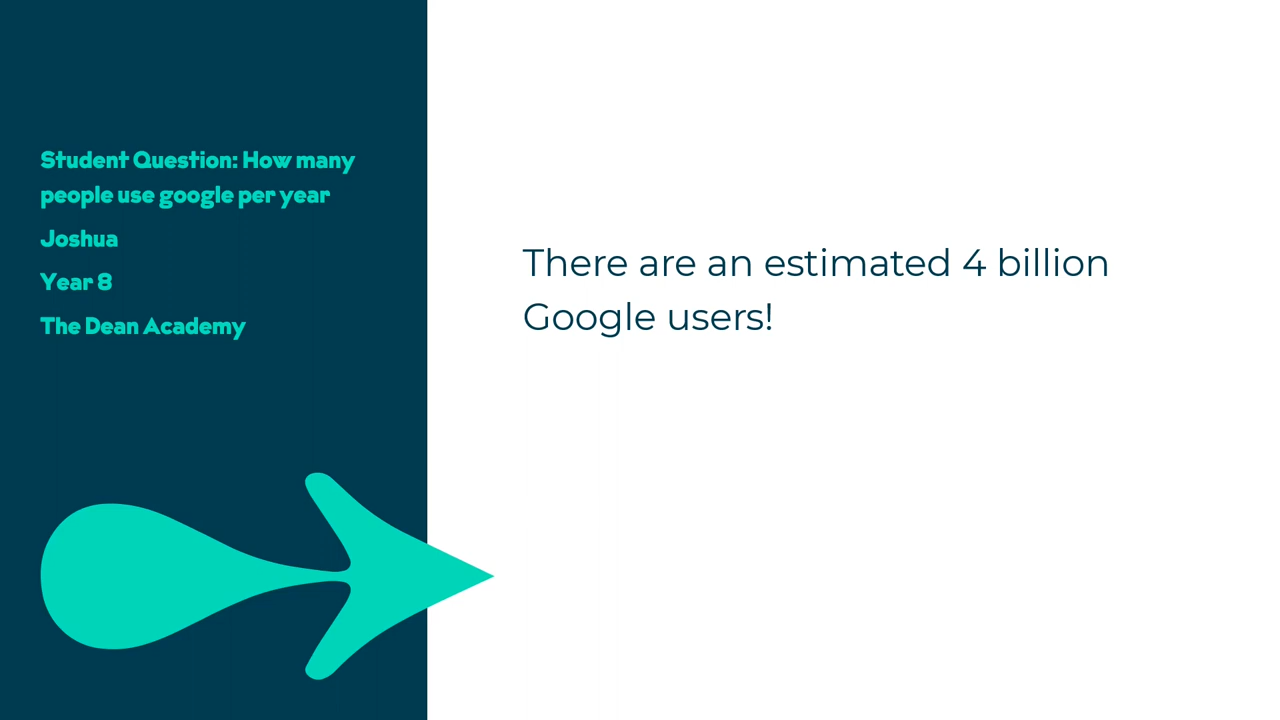 Student Question: How many
people use google per year
Joshua
Year 8
The Dean Academy
There are an estimated 4 billion
Google users!